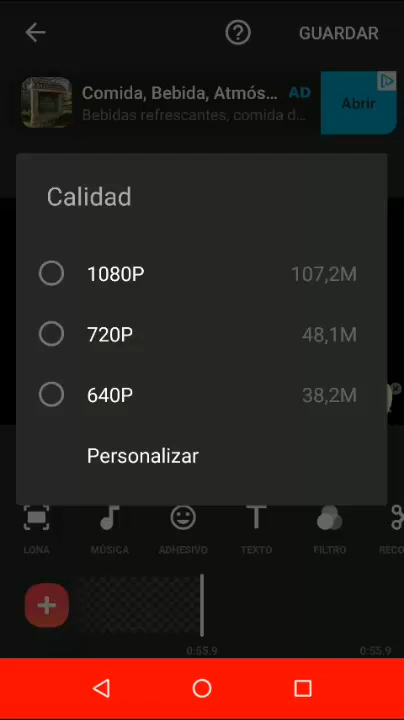 GUARDAR
Comida, Bebida, Atmós... AD
Bebidas refrescantes, comida d...
Abrir
Calidad
1080P 107,2M
720P 48,1M
640P 38,2M
Personalizar
LONA MÚSICA ADHESIVO TEXTO FILTRO RECO
0:55.9 0:55.9